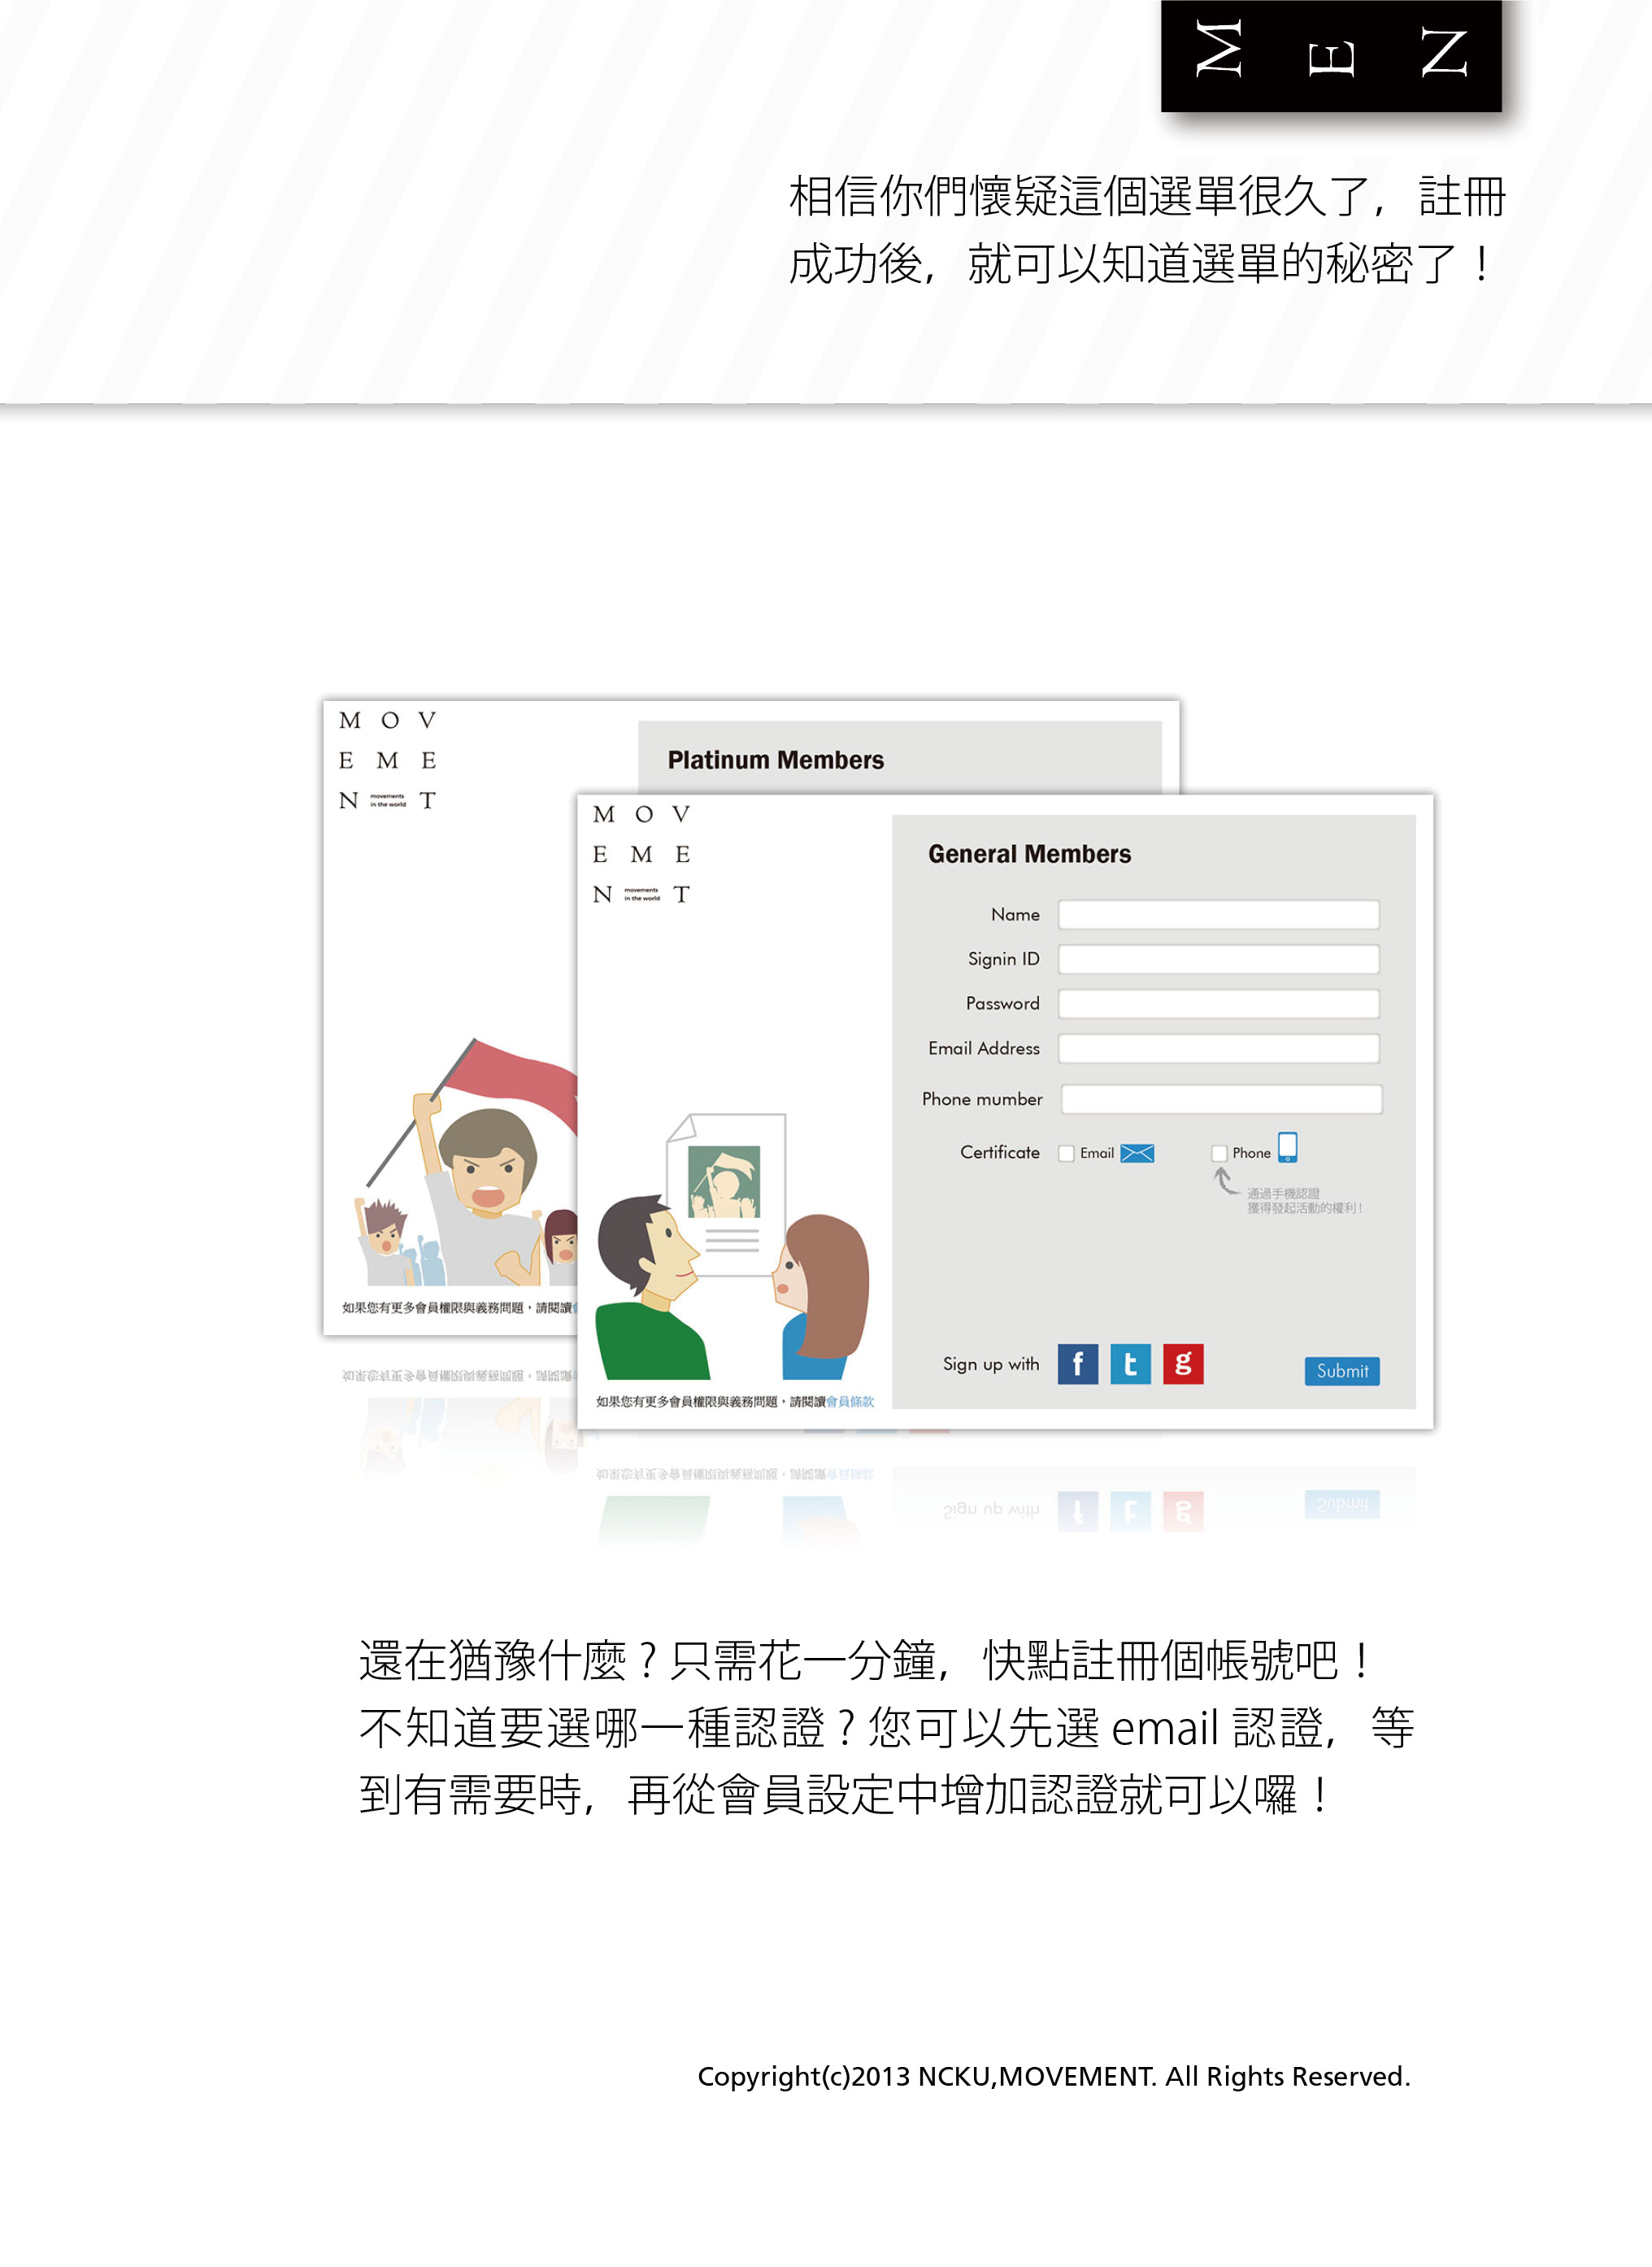 M E N
相信你們懷疑這個選單很久了，註冊
成功後，就可以知道選單的秘密了！
M O V
E M E
N movements in the world T
Platinum Members
如果您有更多會員權限與義務問題，請閱讀
M O V
E M E
N movements in the world T
General Members
Name
Signin ID
Password
Email Address
Phone mumber
Certificate Email Phone
通過手機認證
獲得發起活動的權利！
Sign up with f t g Submit
如果您有更多會員權限與義務問題，請閱讀會員條款
還在猶豫什麼？只需花一分鐘，快點註冊個帳號吧！
不知道要選哪一種認證？您可以先選 email 認證，等
到有需要時，再從會員設定中增加認證就可以囉！
Copyright(c)2013 NCKU,MOVEMENT. All Rights Reserved.